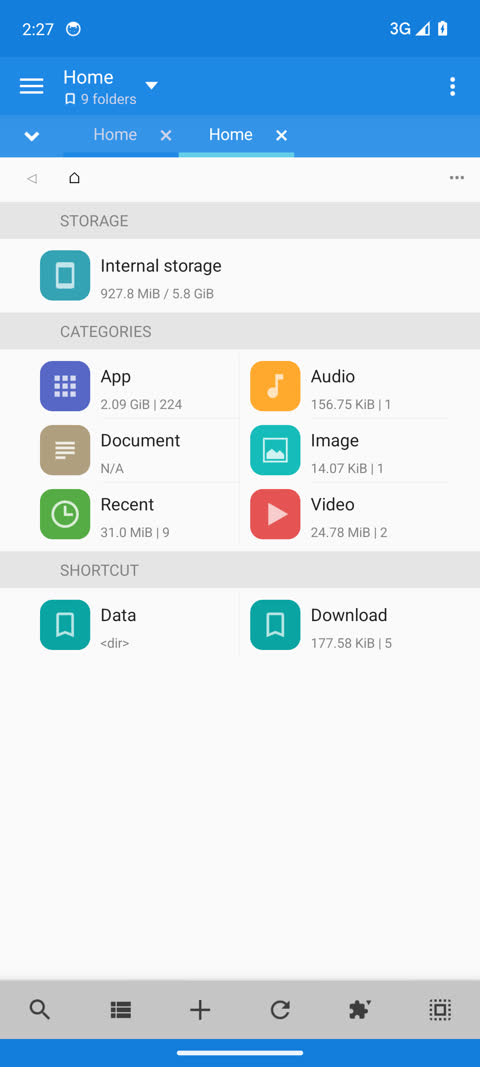 2:27
3G
Home
9 folders
Home
Home
STORAGE
Internal storage
927.8 MiB / 5.8 GiB
CATEGORIES
App
2.09 GiB | 224
Audio
156.75 KiB | 1
Document
N/A
Image
14.07 KiB | 1
Recent
31.0 MiB | 9
Video
24.78 MiB | 2
SHORTCUT
Data
<dir>
Download
177.58 KiB | 5